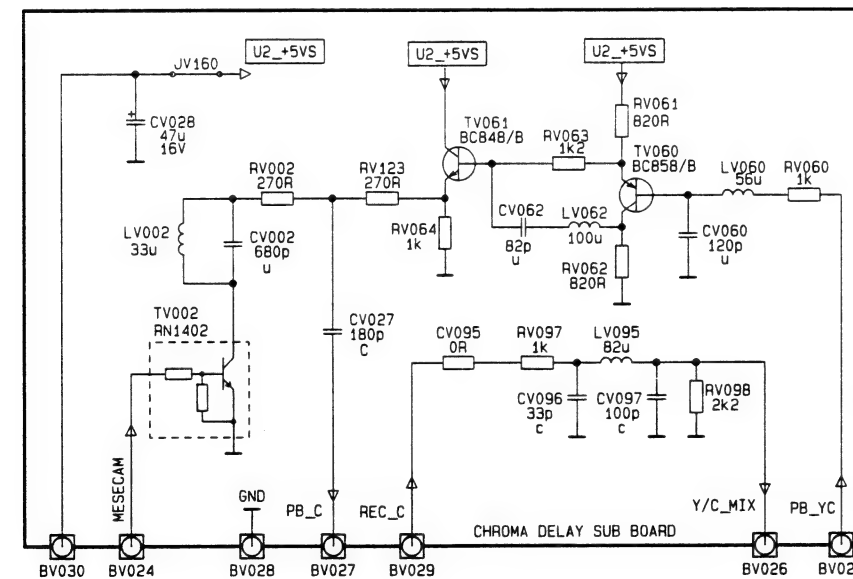 U2_+5VS
U2_+5VS
U2_+5VS
JV160
CV028
47u
16V
TV061
BC848/B
RV061
820R
RV063
1k2
TV060
BC858/B
LV060
56u
RV060
1k
RV002
270R
RV123
270R
LV002
33u
CV002
680p
u
RV064
1k
CV062
82p
u
LV062
100u
RV062
820R
CV060
120p
u
TV002
RN1402
CV027
180p
C
CV095
0R
RV097
1k
LV095
82u
CV096
33p
c
CV097
100p
c
RV098
2k2
MESECAM
GND
PB_C
REC_C
Y/C_MIX
PB_YC
CHROMA DELAY SUB BOARD
BV030
BV024
BV028
BV027
BV029
BV026